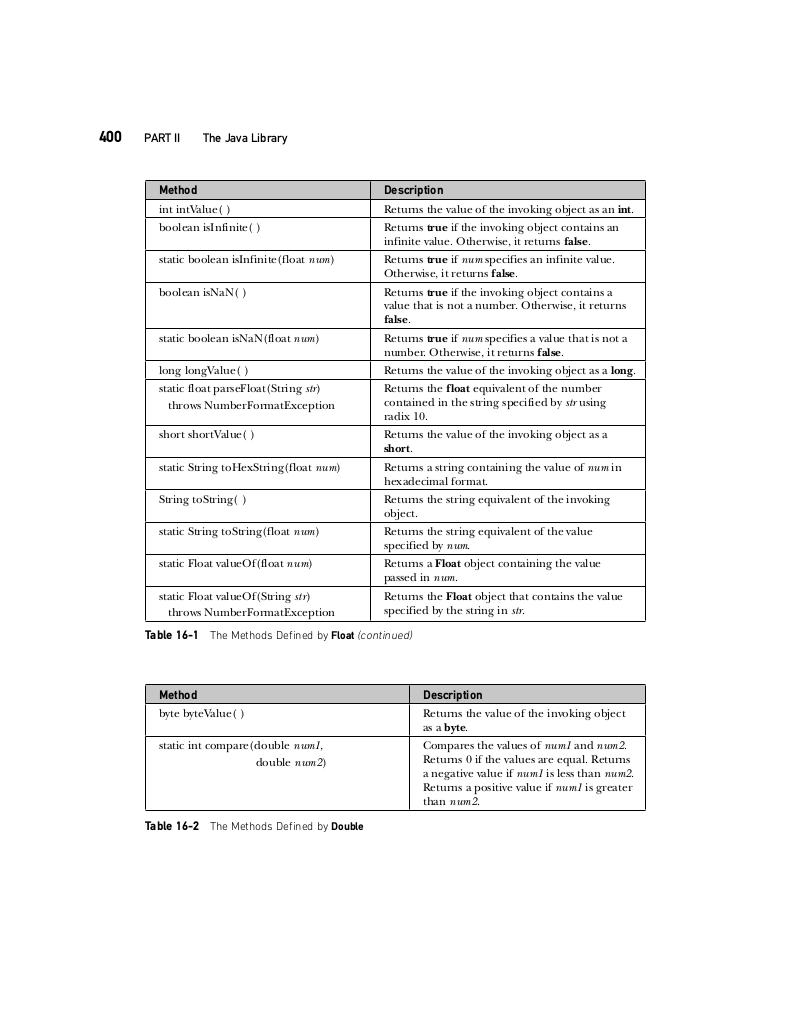 400 PART II The Java Library
Method Description
int intValue( ) Returns the value of the invoking object as an int.
boolean isInfinite( ) Returns true if the invoking object contains an
infinite value. Otherwise, it returns false.
static boolean isInfinite(float num) Returns true if num specifies an infinite value.
Otherwise, it returns false.
boolean isNaN( ) Returns true if the invoking object contains a
value that is not a number. Otherwise, it returns
false.
static boolean isNaN(float num) Returns true if num specifies a value that is not a
number. Otherwise, it returns false.
long longValue( ) Returns the value of the invoking object as a long.
static float parseFloat(String str) Returns the float equivalent of the number
throws NumberFormatException contained in the string specified by str using
radix 10.
short shortValue( ) Returns the value of the invoking object as a
short.
static String toHexString(float num) Returns a string containing the value of num in
hexadecimal format.
String toString( ) Returns the string equivalent of the invoking
object.
static String toString(float num) Returns the string equivalent of the value
specified by num.
static Float valueOf(float num) Returns a Float object containing the value
passed in num.
static Float valueOf(String str) Returns the Float object that contains the value
throws NumberFormatException specified by the string in str.
Table 16-1 The Methods Defined by Float (continued)
Method Description
byte byteValue( ) Returns the value of the invoking object
as a byte.
static int compare(double num1, Compares the values of num1 and num2.
double num2) Returns 0 if the values are equal. Returns
a negative value if num1 is less than num2.
Returns a positive value if num1 is greater
than num2.
Table 16-2 The Methods Defined by Double